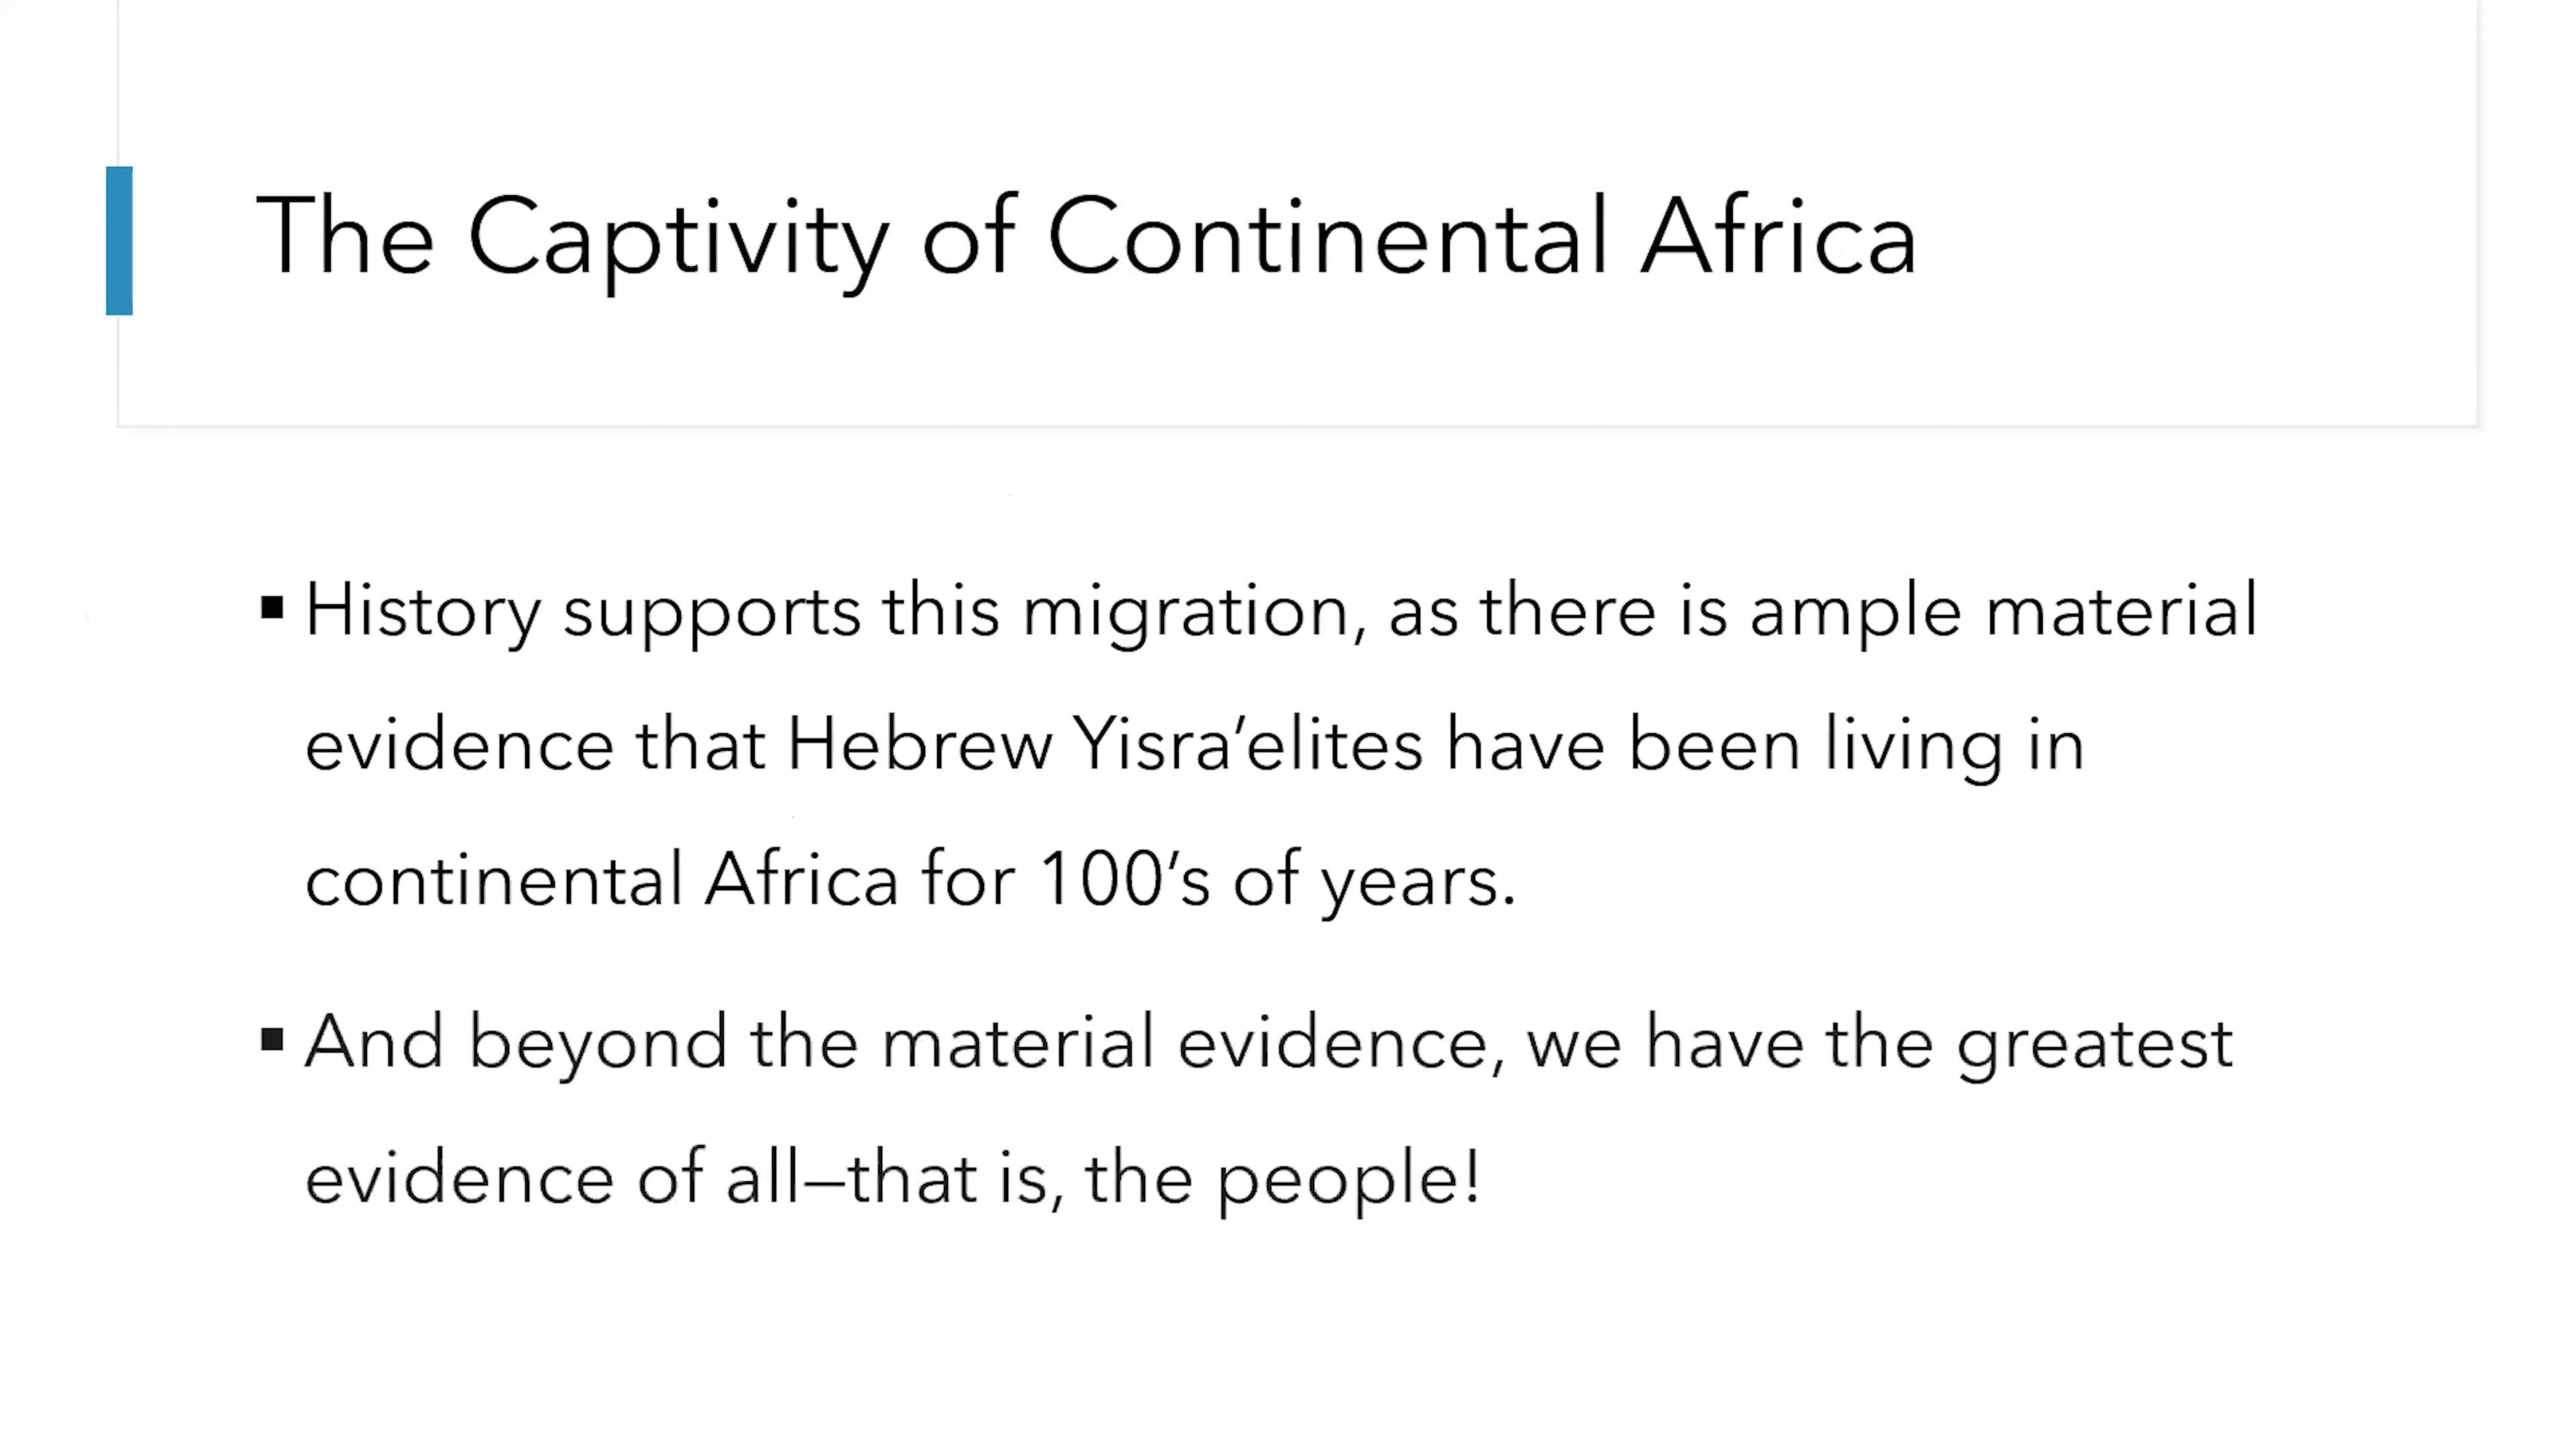 The Captivity of Continental Africa
▪ History supports this migration, as there is ample material
evidence that Hebrew Yisra’elites have been living in
continental Africa for 100’s of years.
▪ And beyond the material evidence, we have the greatest
evidence of all—that is, the people!